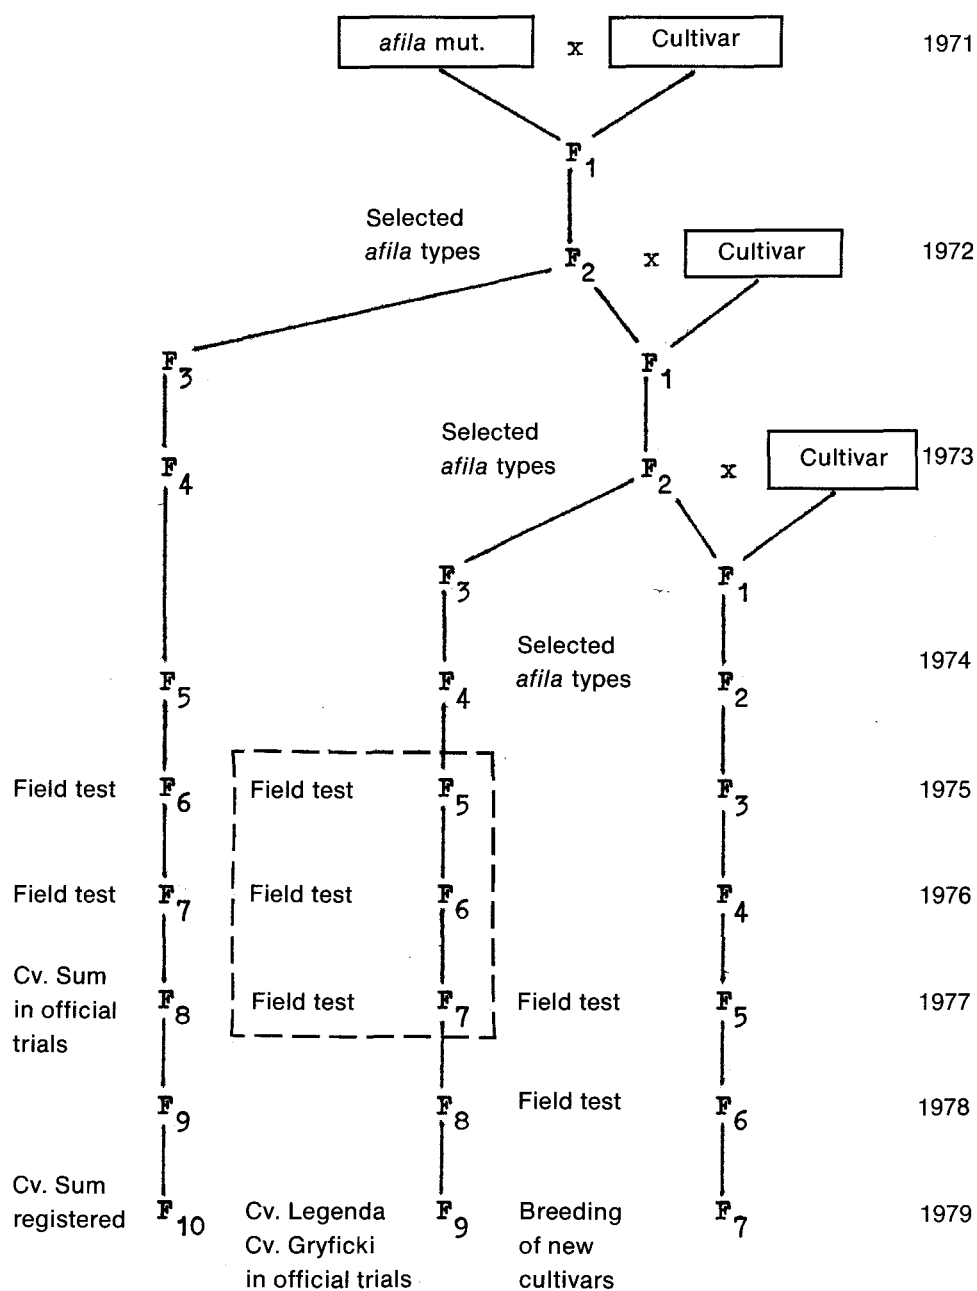 afila mut. x Cultivar 1971
F1
Selected
afila types
F2 x Cultivar 1972
F3 F1
Selected
afila types
F4 F2 x Cultivar 1973
F3 F1
Selected
afila types
1974
F5 F4 F2
Field test F6 Field test F5 F3 1975
Field test F7 Field test F6 F4 1976
Cv. Sum
in official
trials
F8 Field test F7 Field test F5 1977
F9 F8 Field test F6 1978
Cv. Sum
registered
F10
Cv. Legenda
Cv. Gryficki
in official trials
F9
Breeding
of new
cultivars
F7 1979